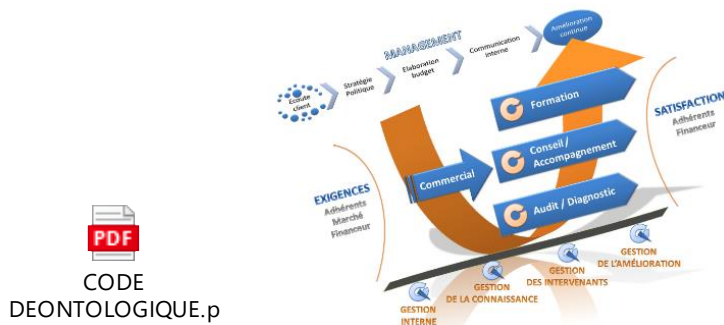 MANAGEMENT
Ecoute
client
Stratégie
Politique
Elaboration
budget
Communication
interne
Amélioration
continue
Formation
Conseil /
Accompagnement
Audit / Diagnostic
Commercial
EXIGENCES
Adhérents
Marché
Financeur
SATISFACTION
Adhérents
Financeur
GESTION
INTERNE
GESTION
DE LA CONNAISSANCE
GESTION
DES INTERVENANTS
GESTION
DE L'AMÉLIORATION
PDF
CODE
DEONTOLOGIQUE.p